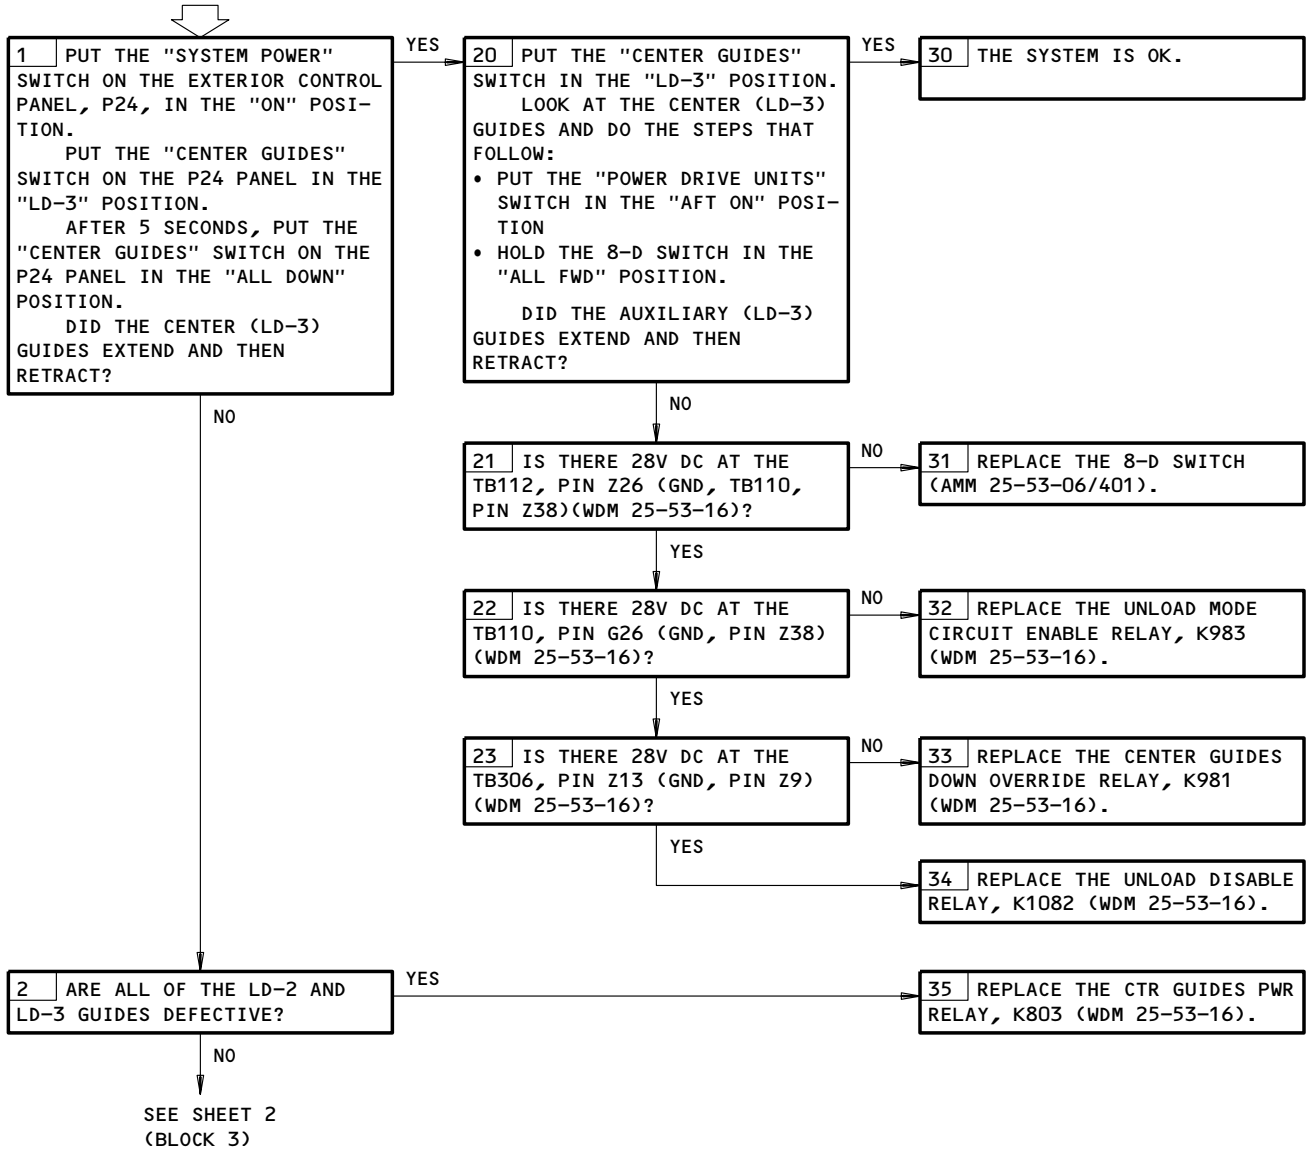 1 PUT THE "SYSTEM POWER"
SWITCH ON THE EXTERIOR CONTROL
PANEL, P24, IN THE "ON" POSI-
TION.
PUT THE "CENTER GUIDES"
SWITCH ON THE P24 PANEL IN THE
"LD-3" POSITION.
AFTER 5 SECONDS, PUT THE
"CENTER GUIDES" SWITCH ON THE
P24 PANEL IN THE "ALL DOWN"
POSITION.
DID THE CENTER (LD-3)
GUIDES EXTEND AND THEN
RETRACT?
YES
NO
20 PUT THE "CENTER GUIDES"
SWITCH IN THE "LD-3" POSITION.
LOOK AT THE CENTER (LD-3)
GUIDES AND DO THE STEPS THAT
FOLLOW:
• PUT THE "POWER DRIVE UNITS"
SWITCH IN THE "AFT ON" POSI-
TION
• HOLD THE 8-D SWITCH IN THE
"ALL FWD" POSITION.
DID THE AUXILIARY (LD-3)
GUIDES EXTEND AND THEN
RETRACT?
YES
30 THE SYSTEM IS OK.
NO
21 IS THERE 28V DC AT THE
TB112, PIN Z26 (GND, TB110,
PIN Z38)(WDM 25-53-16)?
NO
31 REPLACE THE 8-D SWITCH
(AMM 25-53-06/401).
YES
22 IS THERE 28V DC AT THE
TB110, PIN G26 (GND, PIN Z38)
(WDM 25-53-16)?
NO
32 REPLACE THE UNLOAD MODE
CIRCUIT ENABLE RELAY, K983
(WDM 25-53-16).
YES
23 IS THERE 28V DC AT THE
TB306, PIN Z13 (GND, PIN Z9)
(WDM 25-53-16)?
NO
33 REPLACE THE CENTER GUIDES
DOWN OVERRIDE RELAY, K981
(WDM 25-53-16).
YES
34 REPLACE THE UNLOAD DISABLE
RELAY, K1082 (WDM 25-53-16).
2 ARE ALL OF THE LD-2 AND
LD-3 GUIDES DEFECTIVE?
YES
35 REPLACE THE CTR GUIDES PWR
RELAY, K803 (WDM 25-53-16).
NO
SEE SHEET 2
(BLOCK 3)